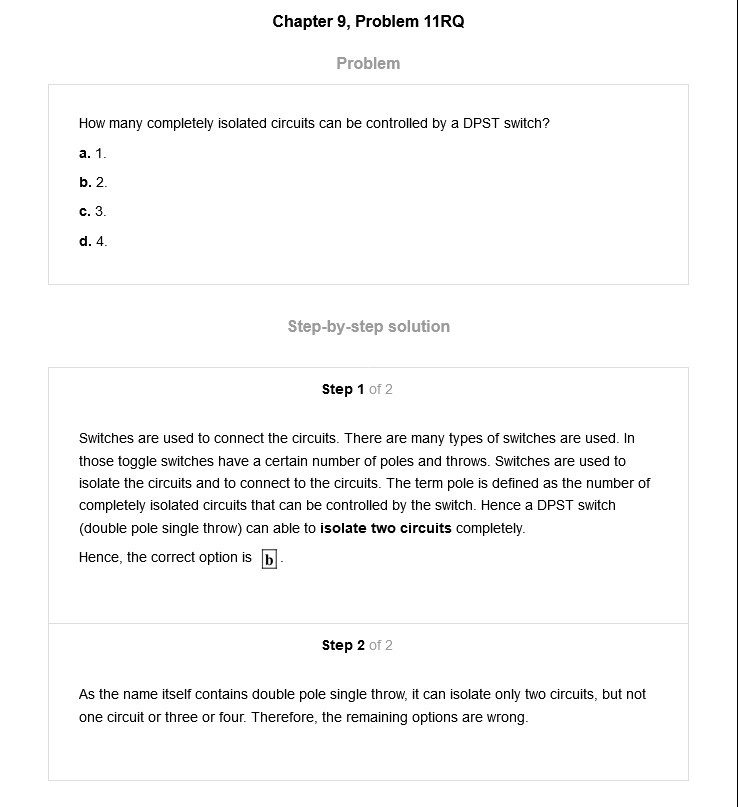 Chapter 9, Problem 11RQ
Problem
How many completely isolated circuits can be controlled by a DPST switch?
a. 1.
b. 2.
c. 3.
d. 4.
Step-by-step solution
Step 1 of 2
Switches are used to connect the circuits. There are many types of switches are used. In
those toggle switches have a certain number of poles and throws. Switches are used to
isolate the circuits and to connect to the circuits. The term pole is defined as the number of
completely isolated circuits that can be controlled by the switch. Hence a DPST switch
(double pole single throw) can able to isolate two circuits completely.
Hence, the correct option is b.
Step 2 of 2
As the name itself contains double pole single throw, it can isolate only two circuits, but not
one circuit or three or four. Therefore, the remaining options are wrong.